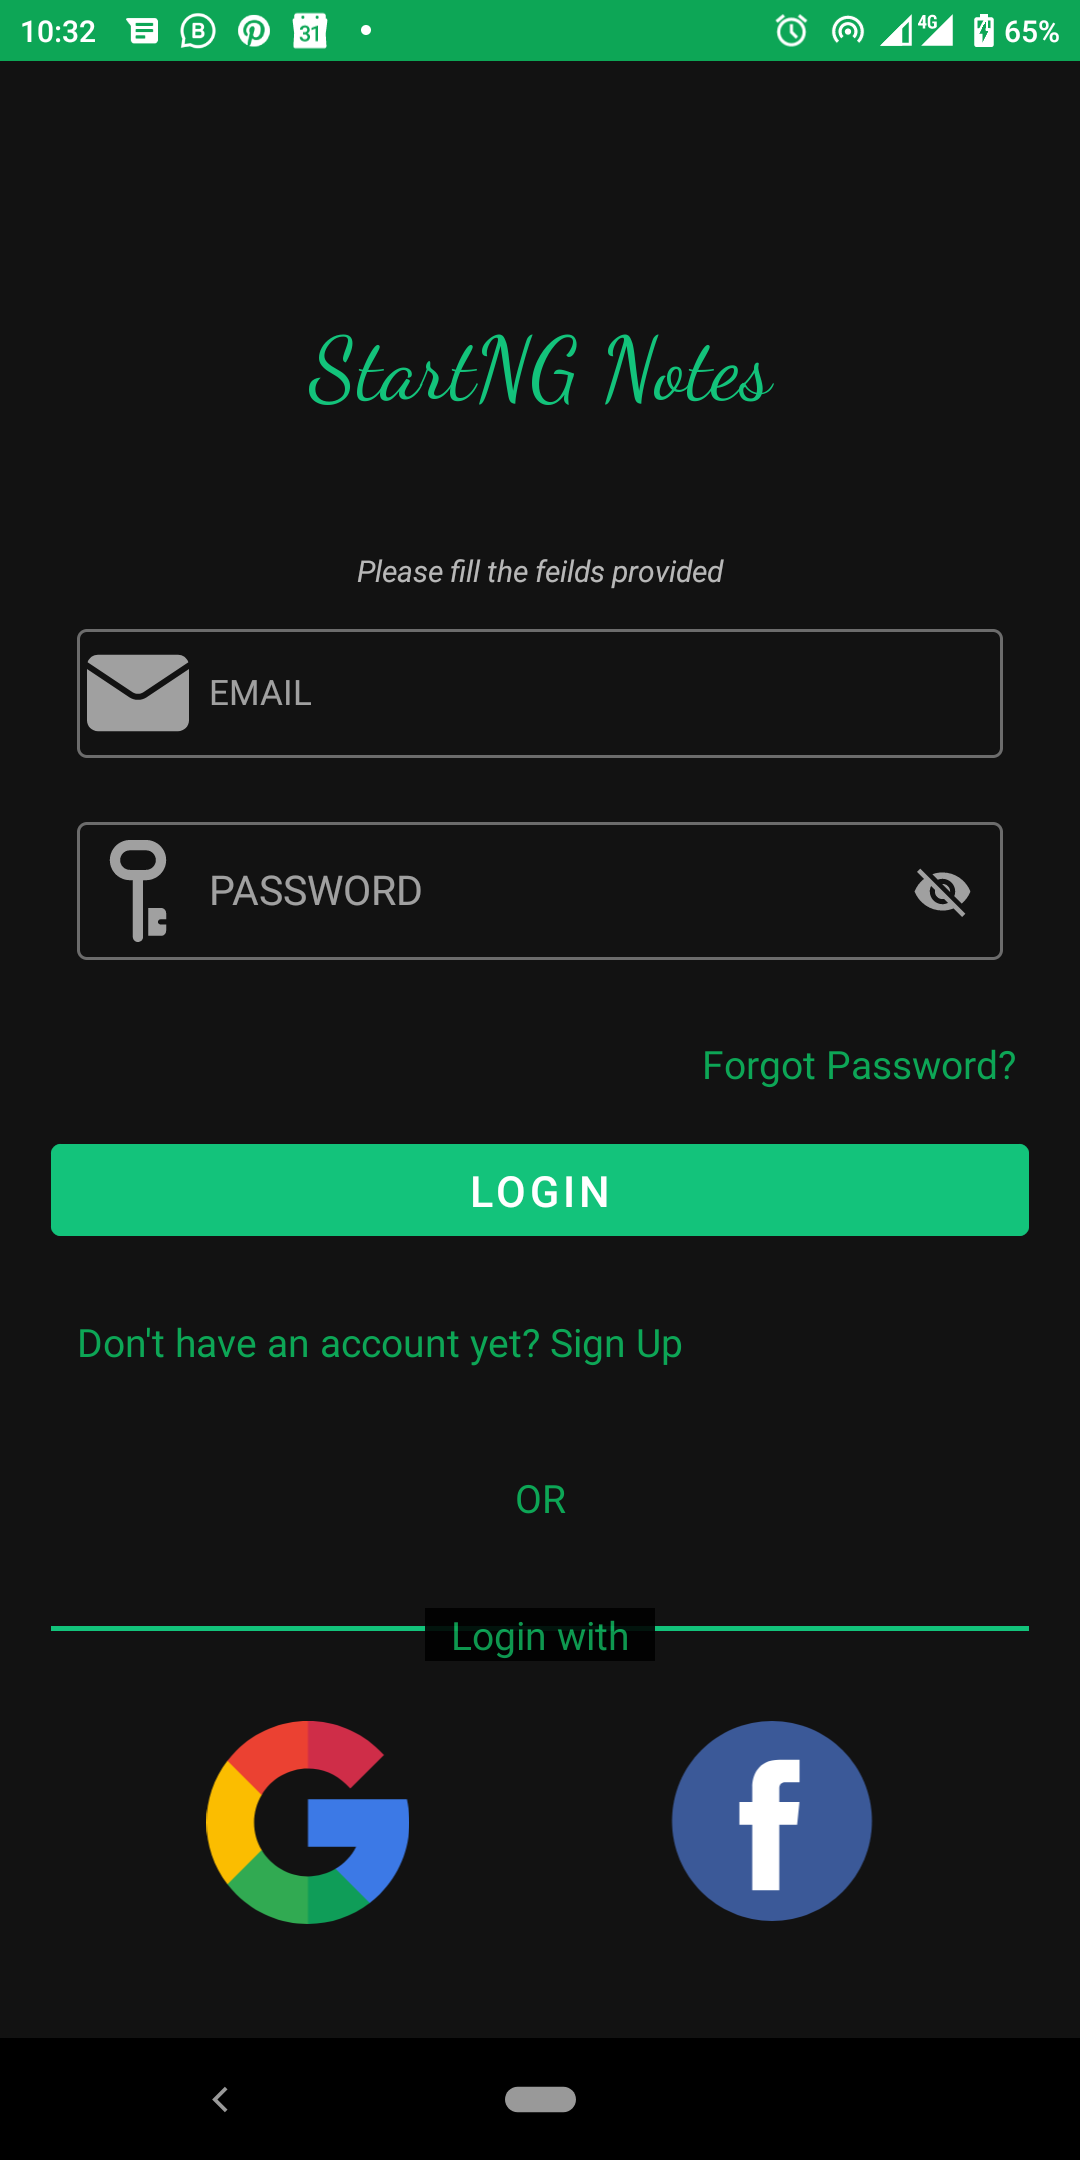 10:32 B 31 4G 65%
StartNG Notes
Please fill the feilds provided
EMAIL
PASSWORD
Forgot Password?
LOGIN
Don't have an account yet? Sign Up
OR
Login with